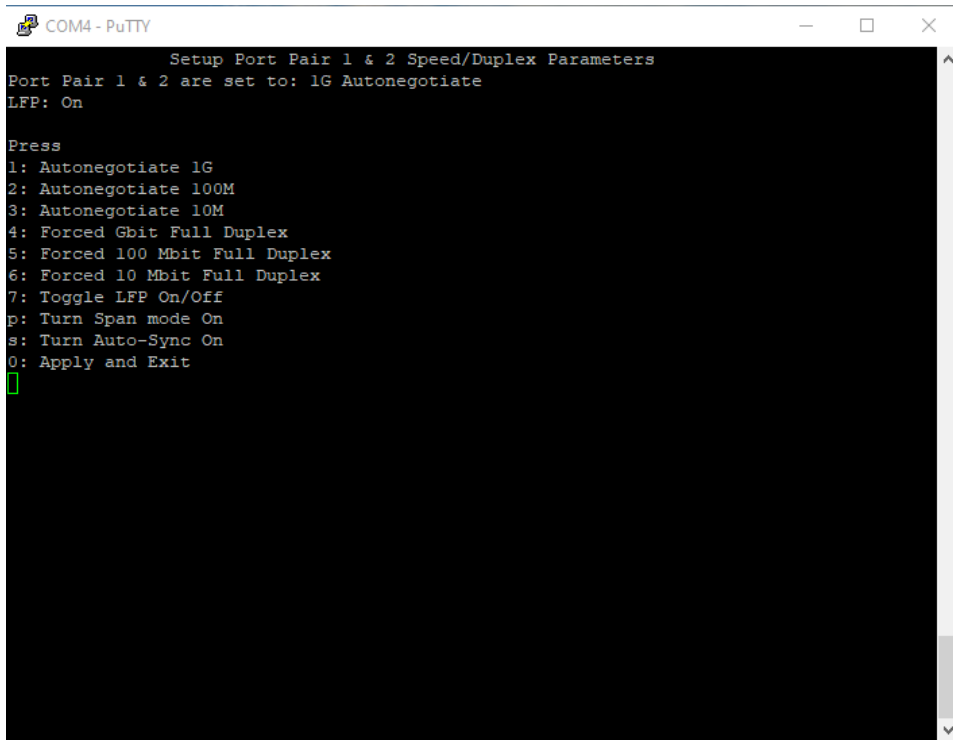 COM4 - PuTTY
Setup Port Pair 1 & 2 Speed/Duplex Parameters
Port Pair 1 & 2 are set to: 1G Autonegotiate
LFP: On
Press
1: Autonegotiate 1G
2: Autonegotiate 100M
3: Autonegotiate 10M
4: Forced Gbit Full Duplex
5: Forced 100 Mbit Full Duplex
6: Forced 10 Mbit Full Duplex
7: Toggle LFP On/Off
p: Turn Span mode On
s: Turn Auto-Sync On
0: Apply and Exit